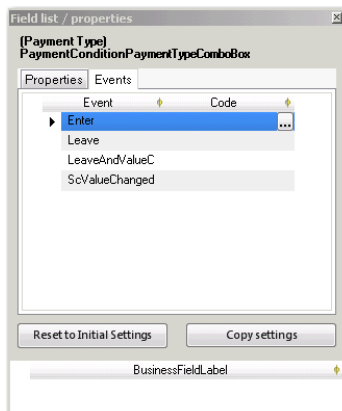 Field list / properties
(Payment Type)
PaymentConditionPaymentTypeComboBox
Properties Events
Event Code
Enter ...
Leave
LeaveAndValueC
ScValueChanged
Reset to Initial Settings Copy settings
BusinessFieldLabel